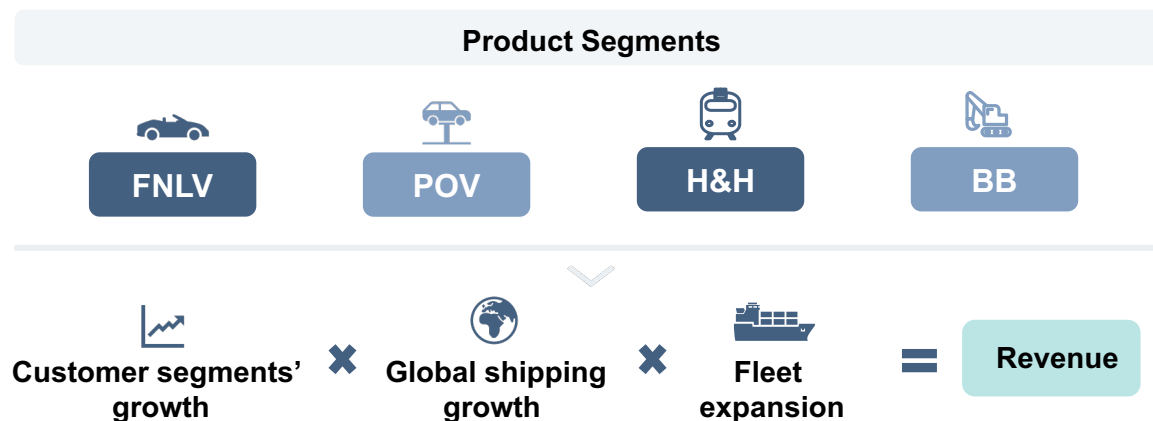 Product Segments
FNLV
POV
H&H
BB
Customer segments’
growth
Global shipping
growth
Fleet
expansion
Revenue